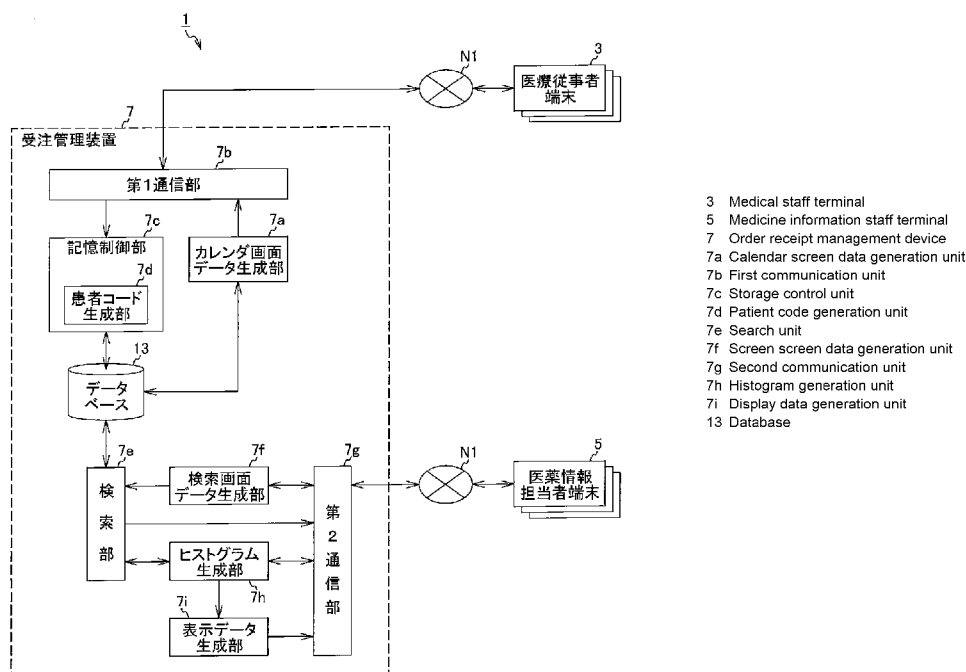 1
N1
3
医療従事者
端末
7
受注管理装置
7b
第1通信部
7c
記憶制御部
7d
患者コード
生成部
7a
カレンダ画面
データ生成部
13
データ
ベース
7e
検索部
7f
検索画面
データ生成部
7g
第2通信部
N1
5
医薬情報
担当者端末
ヒストグラム
生成部
7h
7i
表示データ
生成部
3 Medical staff terminal
5 Medicine information staff terminal
7 Order receipt management device
7a Calendar screen data generation unit
7b First communication unit
7c Storage control unit
7d Patient code generation unit
7e Search unit
7f Screen screen data generation unit
7g Second communication unit
7h Histogram generation unit
7i Display data generation unit
13 Database